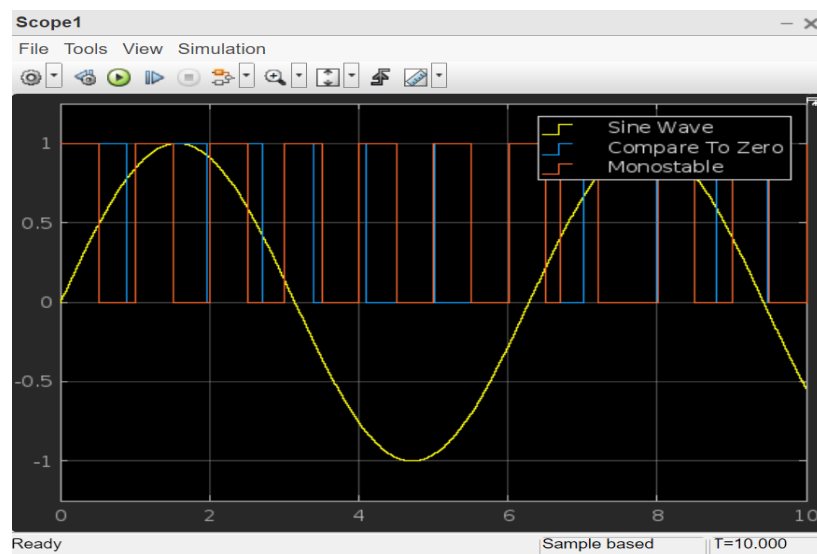 Scope1
File Tools View Simulation
Sine Wave
Compare To Zero
Monostable
1
0.5
0
-0.5
-1
0 2 4 6 8 10
Ready Sample based T=10.000